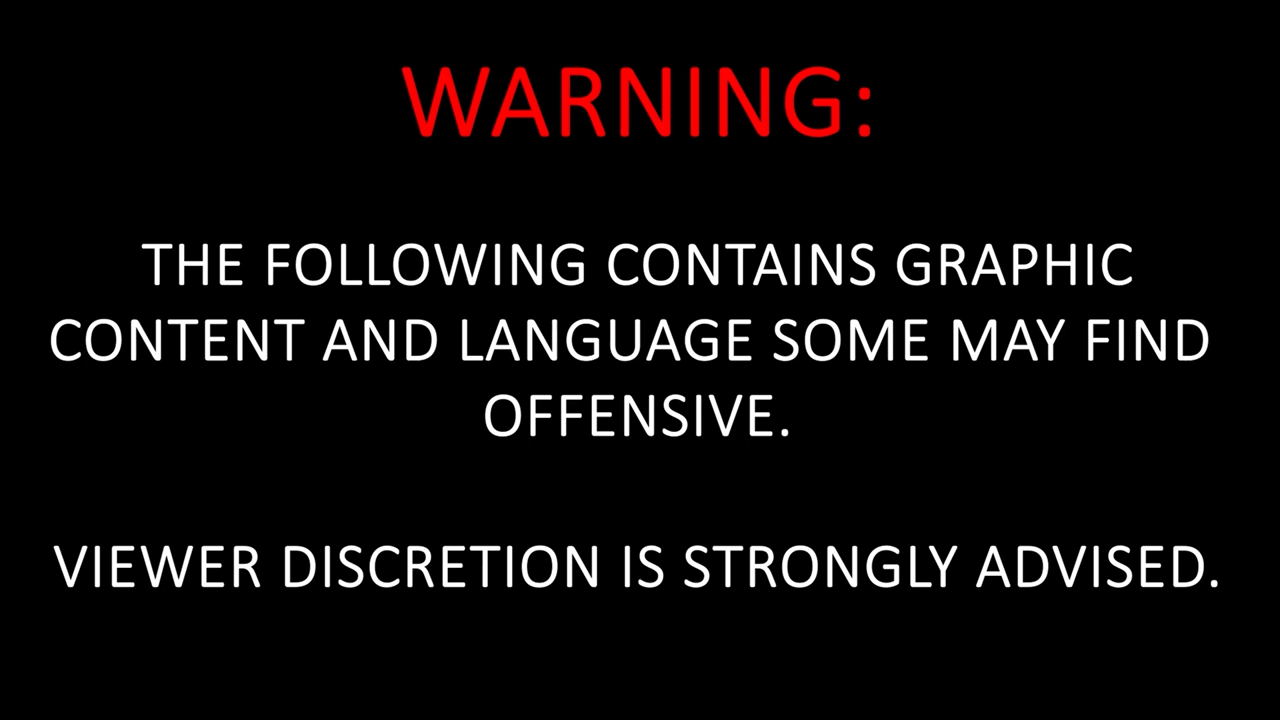 WARNING:
THE FOLLOWING CONTAINS GRAPHIC
CONTENT AND LANGUAGE SOME MAY FIND
OFFENSIVE.
VIEWER DISCRETION IS STRONGLY ADVISED.